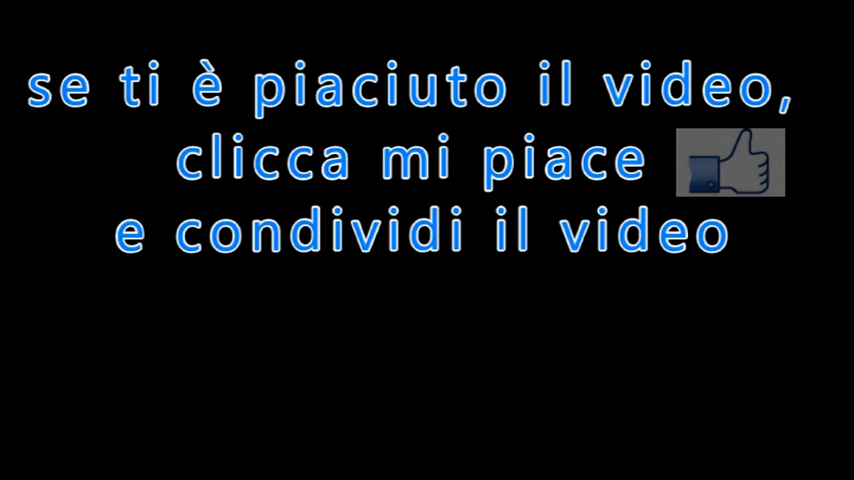 se ti è piaciuto il video,
clicca mi piace
e condividi il video